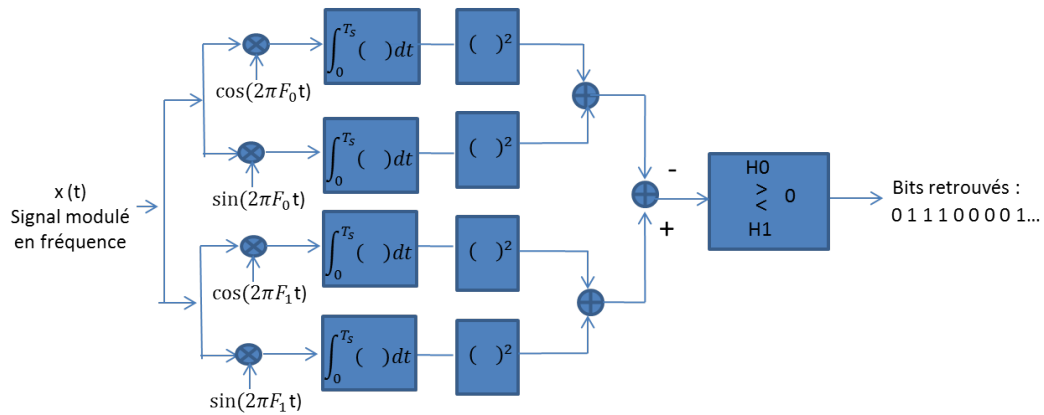 ∫₀^Tₛ ( )dt
( )²
cos(2πF₀t)
∫₀^Tₛ ( )dt
( )²
sin(2πF₀t)
x (t)
Signal modulé
en fréquence
-
+
H0
>
<
0
H1
Bits retrouvés :
0 1 1 1 0 0 0 0 1...
∫₀^Tₛ ( )dt
( )²
cos(2πF₁t)
∫₀^Tₛ ( )dt
( )²
sin(2πF₁t)